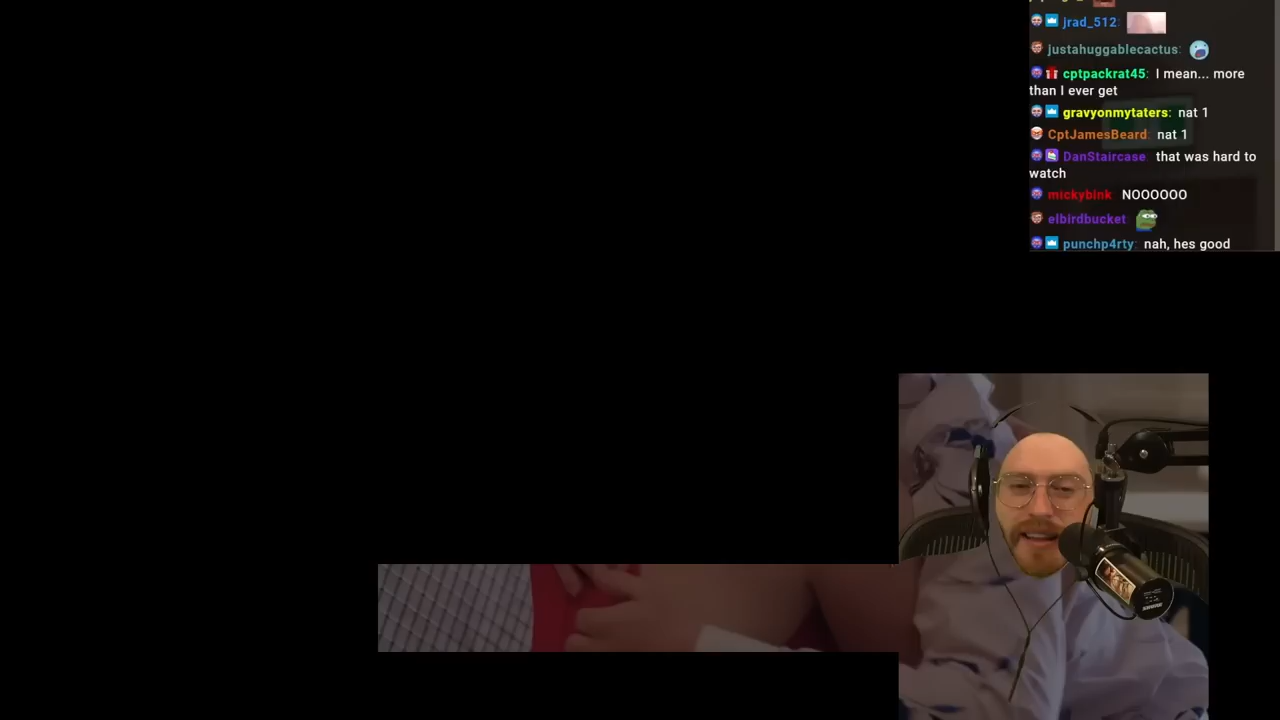 jrad_512:
justahuggablecactus:
cptpackrat45: I mean... more
than I ever get
gravyonmytaters: nat 1
CptJamesBeard: nat 1
DanStaircase: that was hard to
watch
mickybink: NOOOOOO
elbirdbucket:
punchp4rty: nah, hes good
SHURE